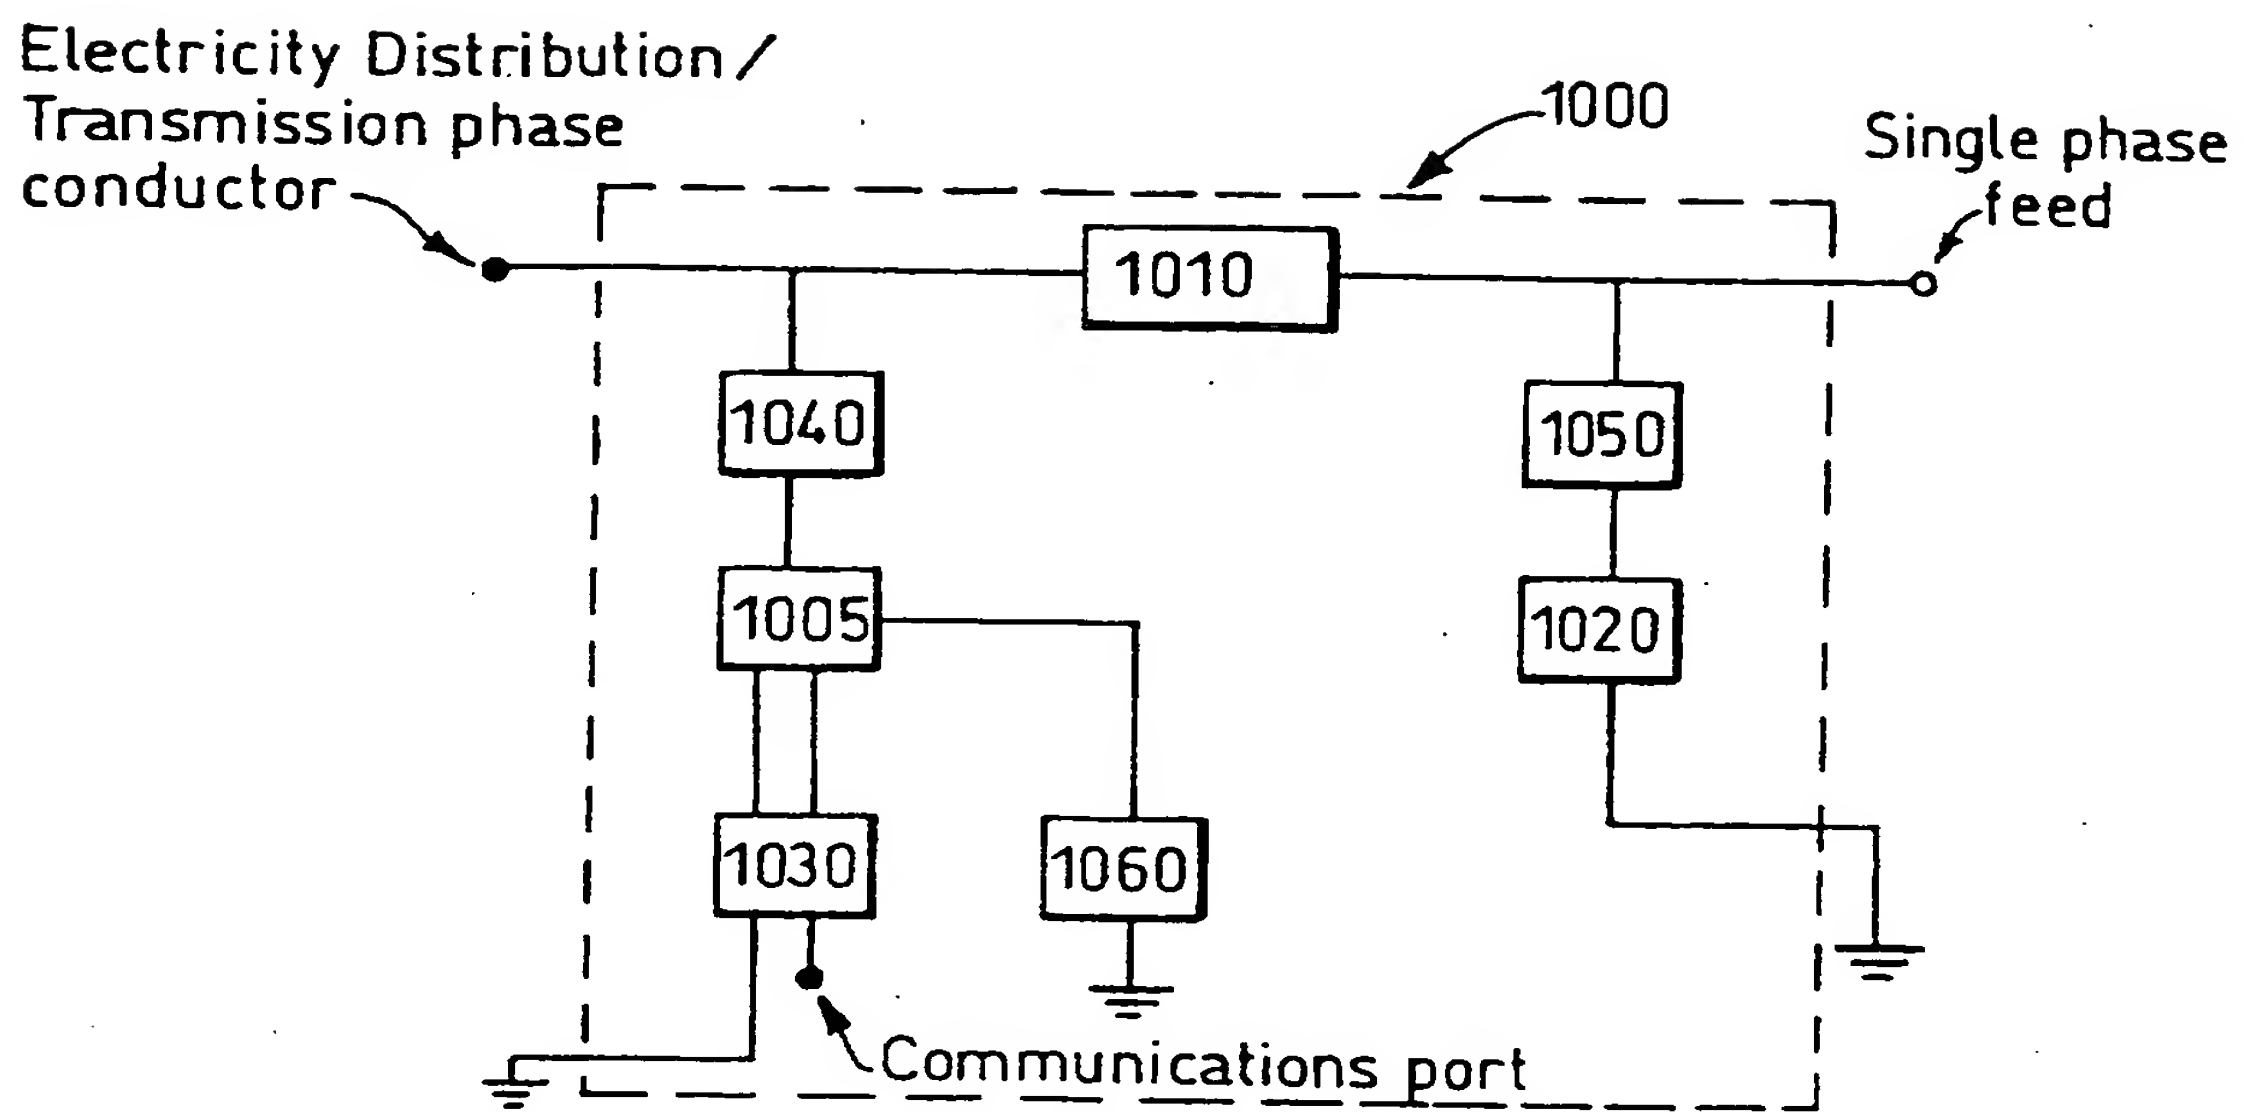 Electricity Distribution/
Transmission phase
conductor
1000
Single phase
feed
1010
1040
1050
1005
1020
1030
1060
Communications port